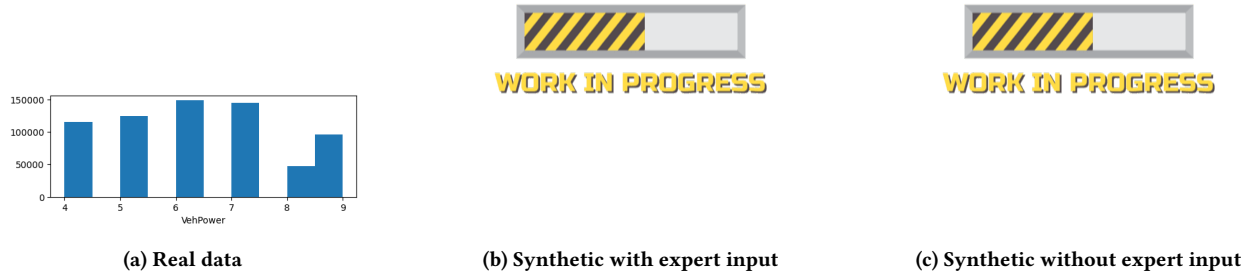 WORK IN PROGRESS
WORK IN PROGRESS
150000
100000
50000
0
4 5 6 7 8 9
VehPower
(a) Real data
(b) Synthetic with expert input
(c) Synthetic without expert input